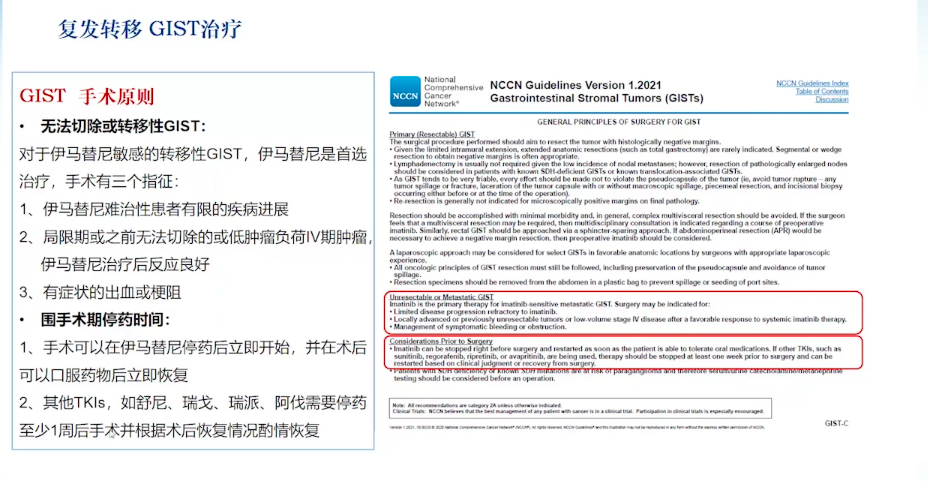 复发转移 GIST治疗
GIST 手术原则
• 无法切除或转移性GIST：
对于伊马替尼敏感的转移性GIST，伊马替尼是首选
治疗，手术有三个指征：
1、伊马替尼难治性患者有限的疾病进展
2、局限期或之前无法切除的或低肿瘤负荷IV期肿瘤，
伊马替尼治疗后反应良好
3、有症状的出血或梗阻
• 围手术期停药时间：
1、手术可以在伊马替尼停药后立即开始，并在术后
可以口服药物后立即恢复
2、其他TKIs，如舒尼、瑞戈、瑞派、阿伐需要停药
至少1周后手术并根据术后恢复情况酌情恢复
NCCN
National
Comprehensive
Cancer
Network®
NCCN Guidelines Version 1.2021
Gastrointestinal Stromal Tumors (GISTs)
NCCN Guidelines Index
Table of Contents
Discussion
GENERAL PRINCIPLES OF SURGERY FOR GIST
Primary (Resectable) GIST
The surgical procedure performed should aim to resect the tumor with histologically negative margins.
• Given the limited intramural extension, extended anatomic resections (such as total gastrectomy) are rarely indicated. Segmental or wedge
resection to obtain negative margins is often appropriate.
• Lymphadenectomy is usually not required given the low incidence of nodal metastases; however, resection of pathologically enlarged nodes
should be considered in patients with known SDH-deficient GISTs or known translocation-associated GISTs.
• As GIST tends to be very friable, every effort should be made not to violate the pseudocapsule of the tumor (ie, avoid tumor rupture – any
tumor spillage or fracture, laceration of the tumor capsule with or without macroscopic spillage, piecemeal resection, and incisional biopsy
occurring either before or at the time of the operation).
• Re-resection is generally not indicated for microscopically positive margins on final pathology.
Resection should be accomplished with minimal morbidity and, in general, complex multivisceral resection should be avoided. If the surgeon
feels that a multivisceral resection may be required, then multidisciplinary consultation is indicated regarding a course of preoperative
imatinib. Similarly, rectal GIST should be approached via a sphincter-sparing approach. If abdominoperineal resection (APR) would be
necessary to achieve a negative margin resection, then preoperative imatinib should be considered.
A laparoscopic approach may be considered for select GISTs in favorable anatomic locations by surgeons with appropriate laparoscopic
experience.
• All oncologic principles of GIST resection must still be followed, including preservation of the pseudocapsule and avoidance of tumor
spillage.
• Resection specimens should be removed from the abdomen in a plastic bag to prevent spillage or seeding of port sites.
Unresectable or Metastatic GIST
Imatinib is the primary therapy for imatinib-sensitive metastatic GIST. Surgery may be indicated for:
• Limited disease progression refractory to imatinib.
• Locally advanced or previously unresectable tumors or low-volume stage IV disease after a favorable response to systemic imatinib therapy.
• Management of symptomatic bleeding or obstruction.
Considerations Prior to Surgery
• Imatinib can be stopped right before surgery and restarted as soon as the patient is able to tolerate oral medications. If other TKIs, such as
sunitinib, regorafenib, ripretinib, or avapritinib, are being used, therapy should be stopped at least one week prior to surgery and can be
restarted based on clinical judgment or recovery from surgery.
• Patients with SDH deficiency or known SDH mutations are at risk of paraganglioma and therefore serum/urine catecholamine/metanephrine
testing should be considered before an operation.
Note: All recommendations are category 2A unless otherwise indicated.
Clinical Trials: NCCN believes that the best management of any patient with cancer is in a clinical trial. Participation in clinical trials is especially encouraged.
Version 1.2021, 10/30/20 © 2020 National Comprehensive Cancer Network® (NCCN®), All rights reserved. NCCN Guidelines® and this illustration may not be reproduced in any form without the express written permission of NCCN.
GIST-C